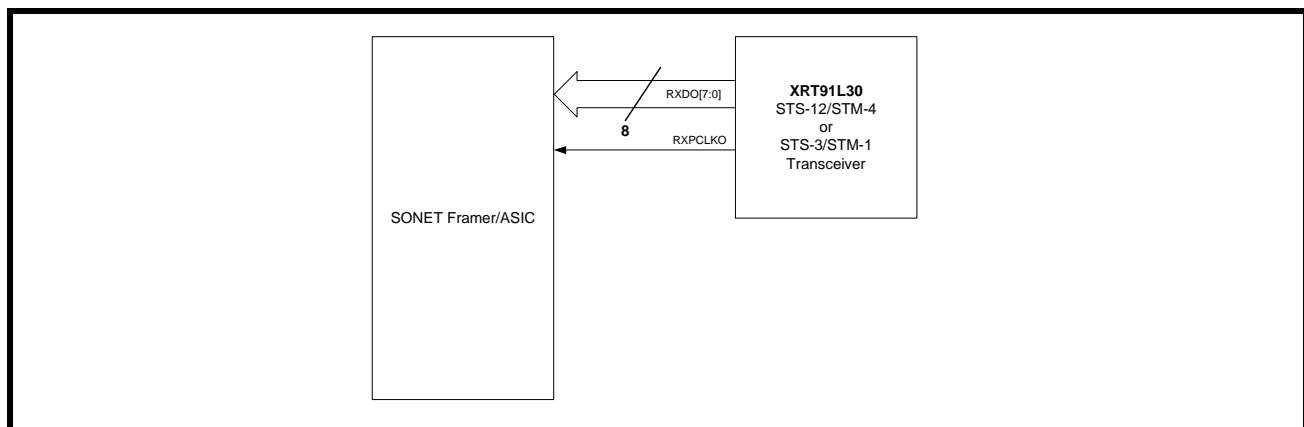 RXDO[7:0]
8
RXPCLKO
XRT91L30
STS-12/STM-4
or
STS-3/STM-1
Transceiver
SONET Framer/ASIC